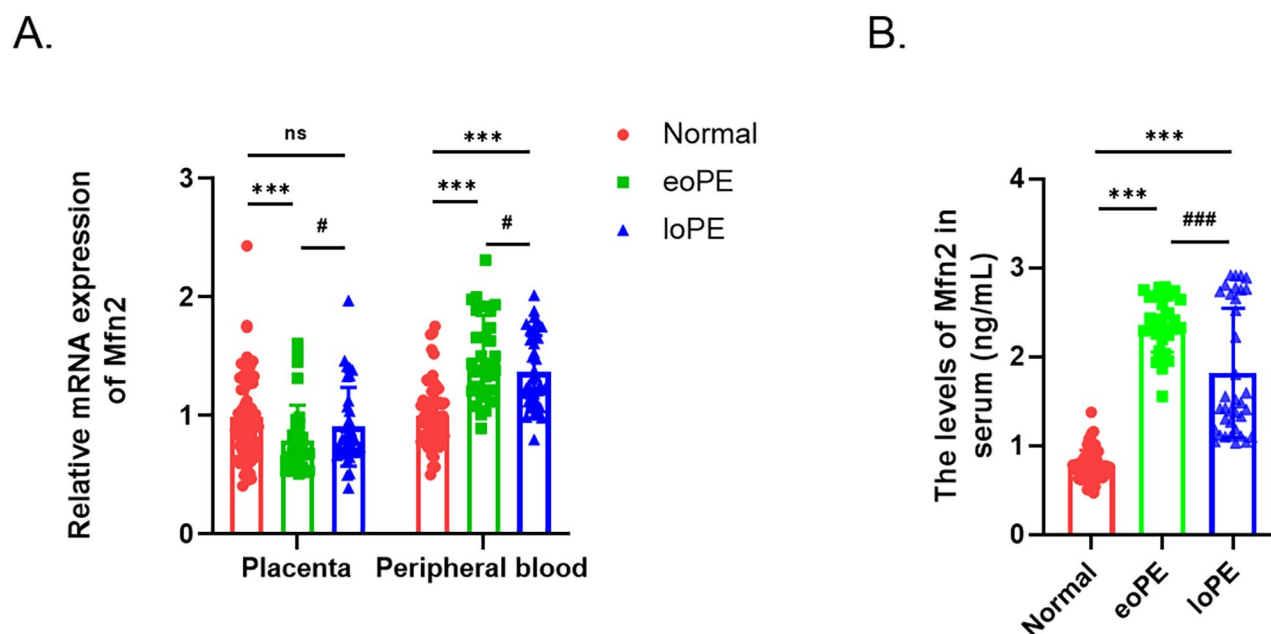 A.
Relative mRNA expression
of Mfn2
3
2
1
0
ns
***
#
***
***
#
Placenta
Peripheral blood
Normal
eoPE
loPE
B.
The levels of Mfn2 in
serum (ng/mL)
4
3
2
1
0
***
***
###
Normal
eoPE
loPE